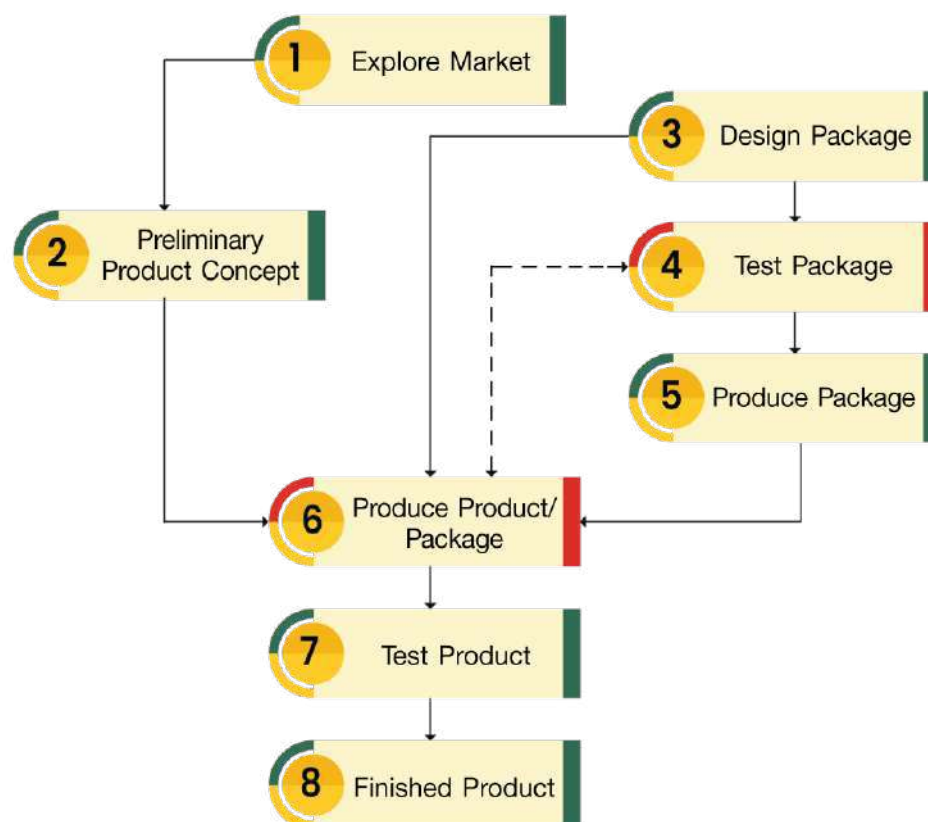 1
Explore Market
3
Design Package
2
Preliminary
Product Concept
4
Test Package
5
Produce Package
6
Produce Product/
Package
7
Test Product
8
Finished Product